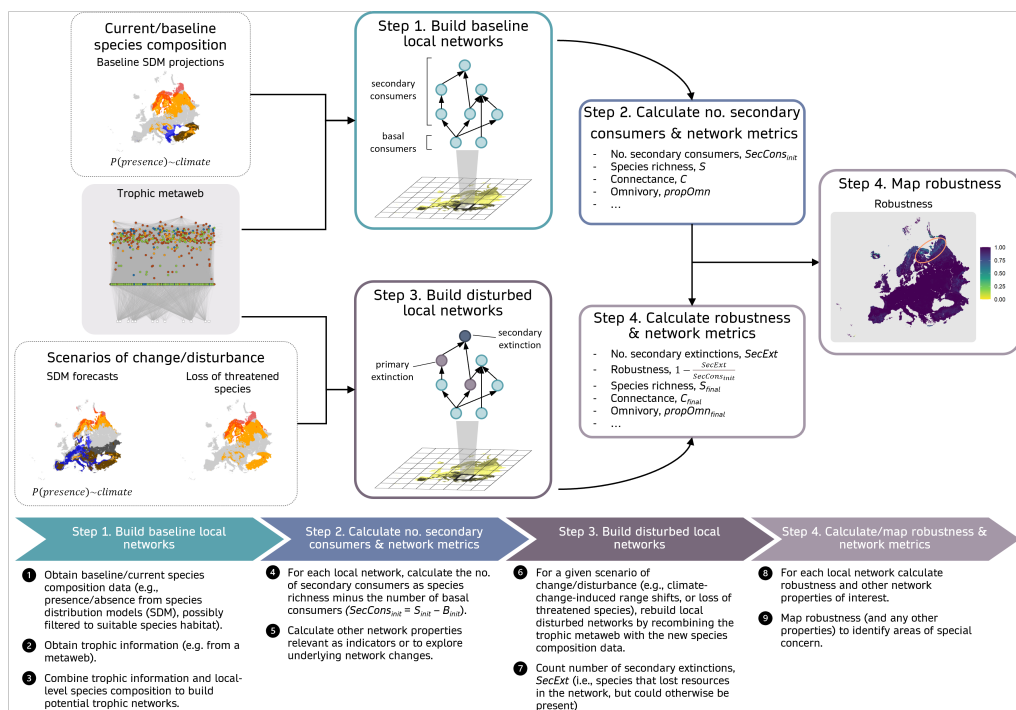 Current/baseline
species composition
Baseline SDM projections
P(presence)~climate
Trophic metaweb
Scenarios of change/disturbance
SDM forecasts
Loss of threatened
species
P(presence)~climate
Step 1. Build baseline
local networks
secondary
consumers
basal
consumers
Step 3. Build disturbed
local networks
secondary
extinction
primary
extinction
Step 2. Calculate no. secondary
consumers & network metrics
- No. secondary consumers, SecCons_init
- Species richness, S
- Connectance, C
- Omnivory, propOmn
- ...
Step 4. Calculate robustness
& network metrics
- No. secondary extinctions, SecExt
- Robustness, 1 − SecExt/SecCons_init
- Species richness, S_final
- Connectance, C_final
- Omnivory, propOmn_final
- ...
Step 4. Map robustness
Robustness
1.00
0.75
0.50
0.25
0.00
Step 1. Build baseline local
networks
Step 2. Calculate no. secondary
consumers & network metrics
Step 3. Build disturbed local
networks
Step 4. Calculate/map robustness &
network metrics
1 Obtain baseline/current species
composition data (e.g.,
presence/absence from species
distribution models (SDM), possibly
filtered to suitable species habitat).
2 Obtain trophic information (e.g. from a
metaweb).
3 Combine trophic information and local-
level species composition to build
potential trophic networks.
4 For each local network, calculate the no.
of secondary consumers as species
richness minus the number of basal
consumers (SecCons_init = S_init – B_init).
5 Calculate other network properties
relevant as indicators or to explore
underlying network changes.
6 For a given scenario of
change/disturbance (e.g., climate-
change-induced range shifts, or loss of
threatened species), rebuild local
disturbed networks by recombining the
trophic metaweb with the new species
composition data.
7 Count number of secondary extinctions,
SecExt (i.e., species that lost resources
in the network, but could otherwise be
present)
8 For each local network calculate
robustness and other network
properties of interest.
9 Map robustness (and any other
properties) to identify areas of special
concern.